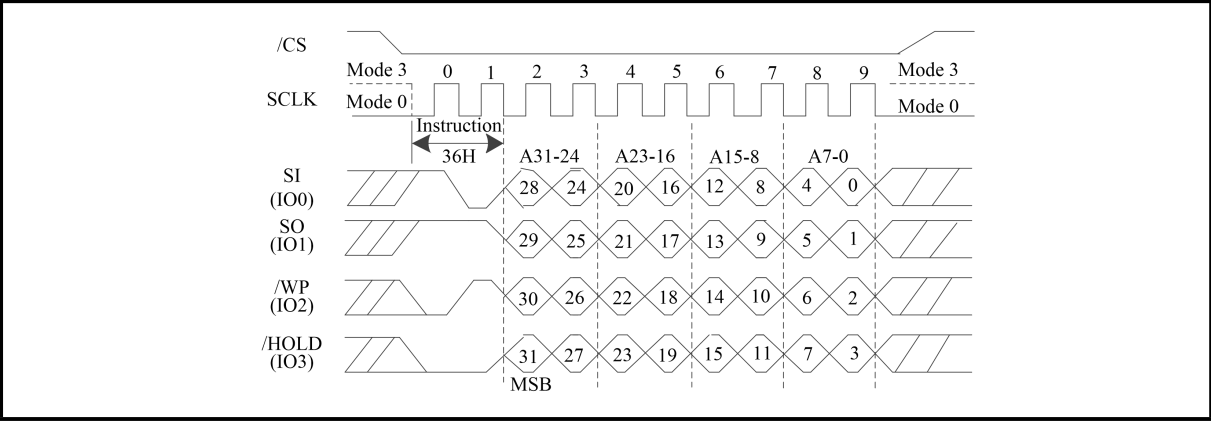 /CS
Mode 3 0 1 2 3 4 5 6 7 8 9 Mode 3
SCLK Mode 0 Mode 0
Instruction
36H A31-24 A23-16 A15-8 A7-0
SI
(IO0) 28 24 20 16 12 8 4 0
SO
(IO1) 29 25 21 17 13 9 5 1
/WP
(IO2) 30 26 22 18 14 10 6 2
/HOLD
(IO3) 31 27 23 19 15 11 7 3
MSB